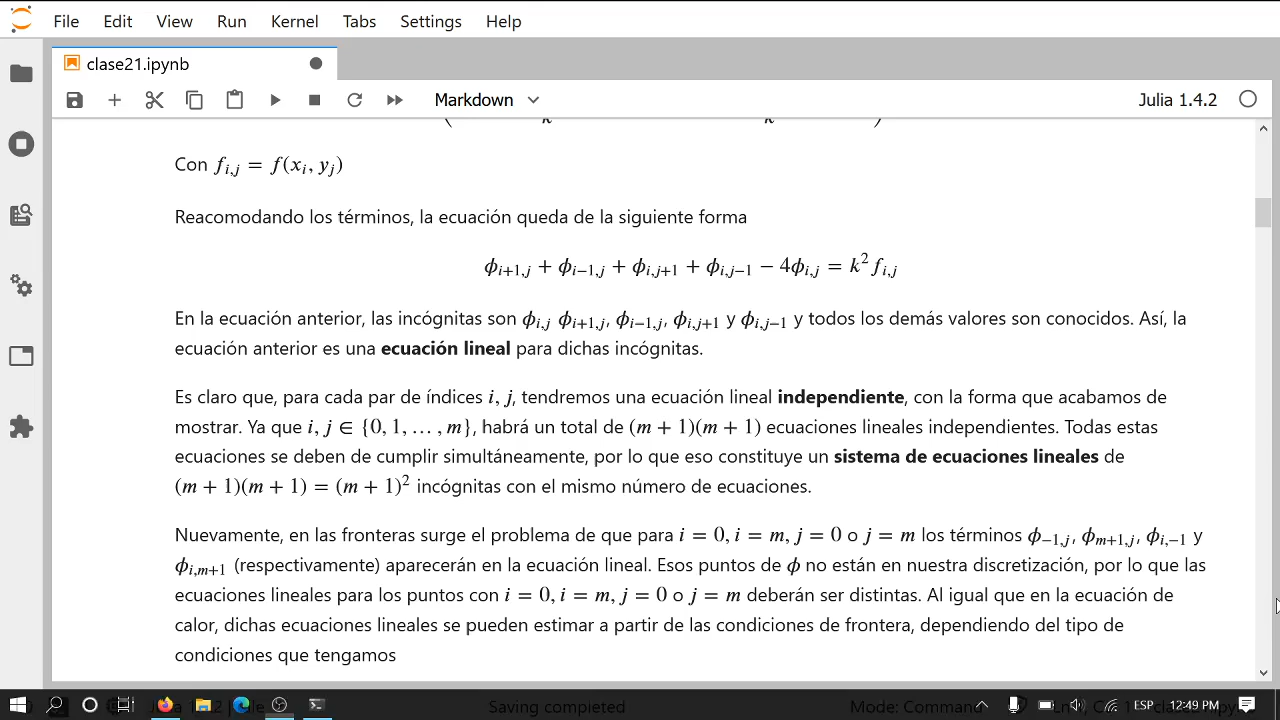 File Edit View Run Kernel Tabs Settings Help
clase21.ipynb
Markdown
Julia 1.4.2
k k
Con f_{i,j} = f(x_i, y_j)
Reacomodando los términos, la ecuación queda de la siguiente forma
ϕ_{i+1,j} + ϕ_{i−1,j} + ϕ_{i,j+1} + ϕ_{i,j−1} − 4ϕ_{i,j} = k² f_{i,j}
En la ecuación anterior, las incógnitas son ϕ_{i,j} ϕ_{i+1,j}, ϕ_{i−1,j}, ϕ_{i,j+1} y ϕ_{i,j−1} y todos los demás valores son conocidos. Así, la
ecuación anterior es una ecuación lineal para dichas incógnitas.
Es claro que, para cada par de índices i, j, tendremos una ecuación lineal independiente, con la forma que acabamos de
mostrar. Ya que i, j ∈ {0, 1, … , m}, habrá un total de (m + 1)(m + 1) ecuaciones lineales independientes. Todas estas
ecuaciones se deben de cumplir simultáneamente, por lo que eso constituye un sistema de ecuaciones lineales de
(m + 1)(m + 1) = (m + 1)² incógnitas con el mismo número de ecuaciones.
Nuevamente, en las fronteras surge el problema de que para i = 0, i = m, j = 0 o j = m los términos ϕ_{−1,j}, ϕ_{m+1,j}, ϕ_{i,−1} y
ϕ_{i,m+1} (respectivamente) aparecerán en la ecuación lineal. Esos puntos de ϕ no están en nuestra discretización, por lo que las
ecuaciones lineales para los puntos con i = 0, i = m, j = 0 o j = m deberán ser distintas. Al igual que en la ecuación de
calor, dichas ecuaciones lineales se pueden estimar a partir de las condiciones de frontera, dependiendo del tipo de
condiciones que tengamos
Saving completed
Mode: Command
ESP 12:49 PM